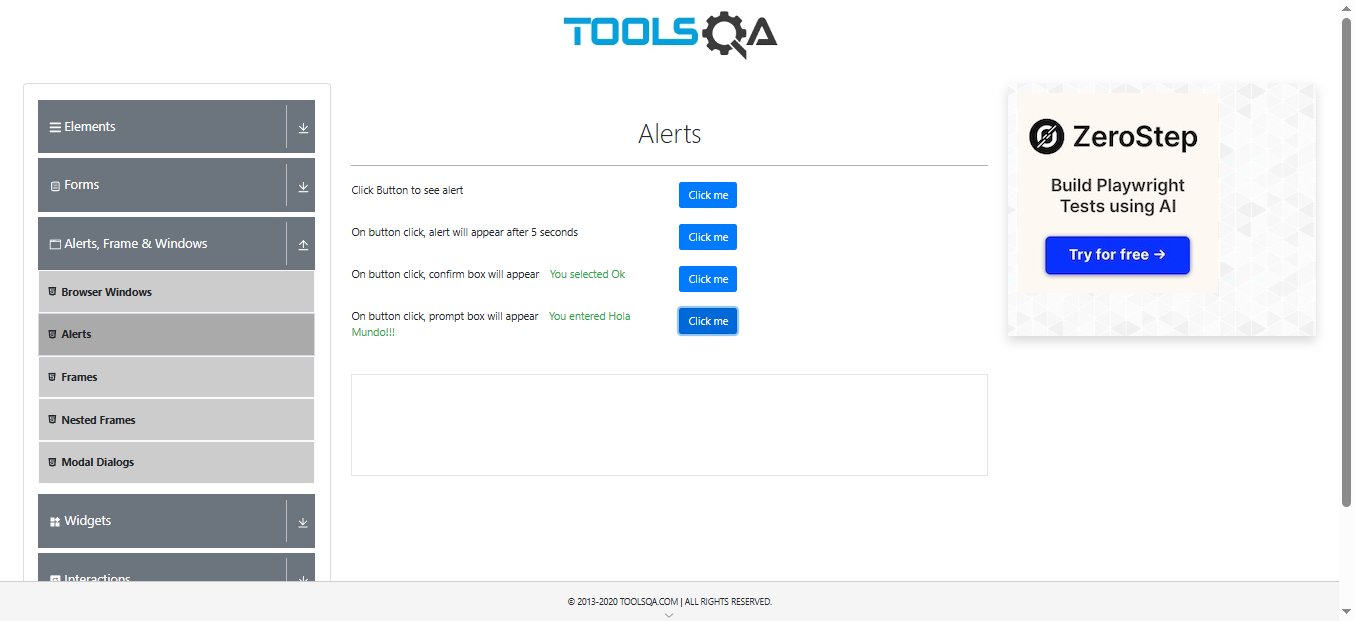 TOOLSQA
Elements
Forms
Alerts, Frame & Windows
Browser Windows
Alerts
Frames
Nested Frames
Modal Dialogs
Widgets
Interactions
Alerts
Click Button to see alert
Click me
On button click, alert will appear after 5 seconds
Click me
On button click, confirm box will appear You selected Ok
Click me
On button click, prompt box will appear You entered Hola
Mundo!!!
Click me
ZeroStep
Build Playwright
Tests using AI
Try for free →
© 2013-2020 TOOLSQA.COM | ALL RIGHTS RESERVED.